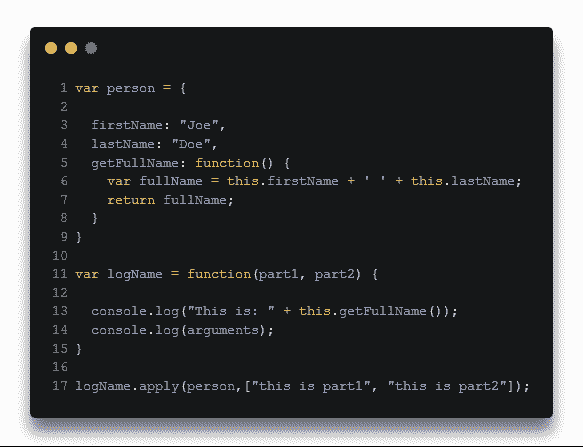 1 var person = {
2
3   firstName: "Joe",
4   lastName: "Doe",
5   getFullName: function() {
6     var fullName = this.firstName + ' ' + this.lastName;
7     return fullName;
8   }
9 }
10
11 var logName = function(part1, part2) {
12
13   console.log("This is: " + this.getFullName());
14   console.log(arguments);
15 }
16
17 logName.apply(person,["this is part1", "this is part2"]);